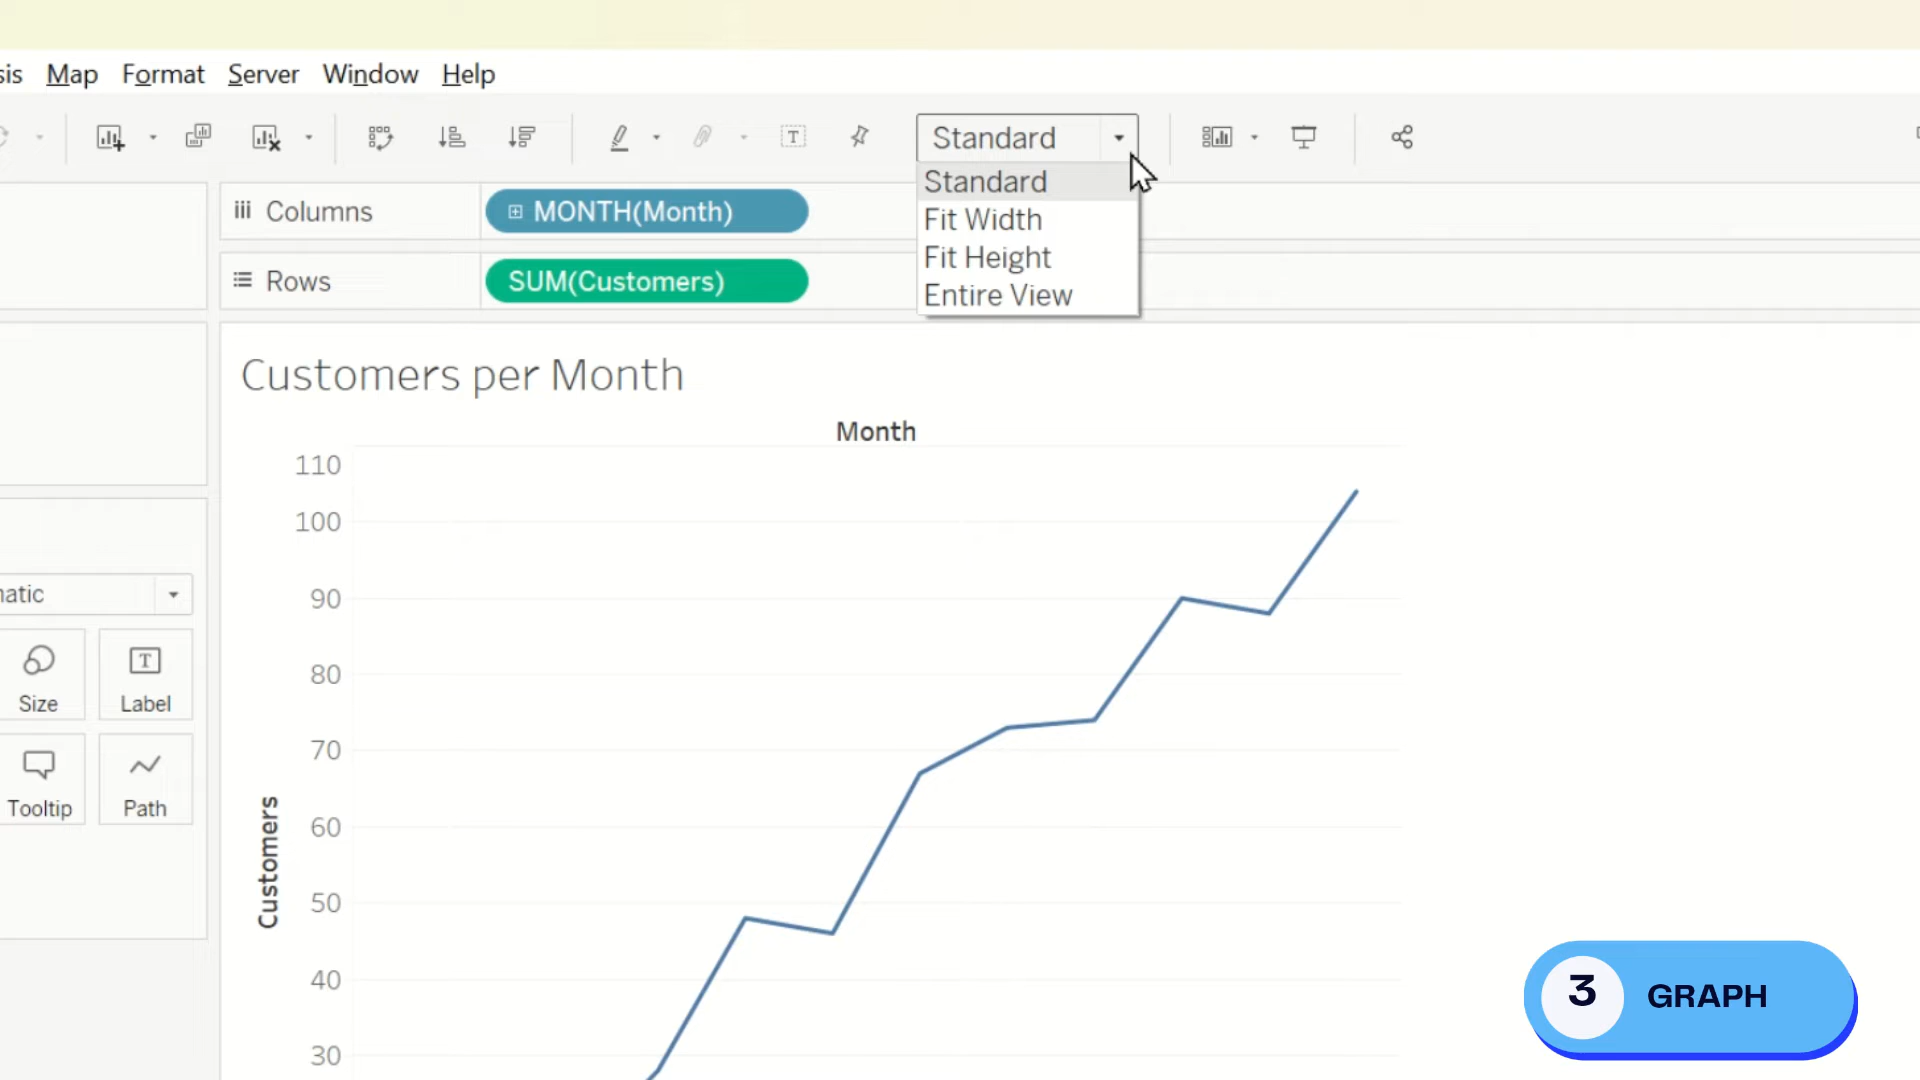 sis Map Format Server Window Help
Standard
Standard
Fit Width
Fit Height
Entire View
Columns MONTH(Month)
Rows SUM(Customers)
Customers per Month
Month
110
100
90
80
70
60
50
40
30
Customers
matic
Size Label
Tooltip Path
3 GRAPH